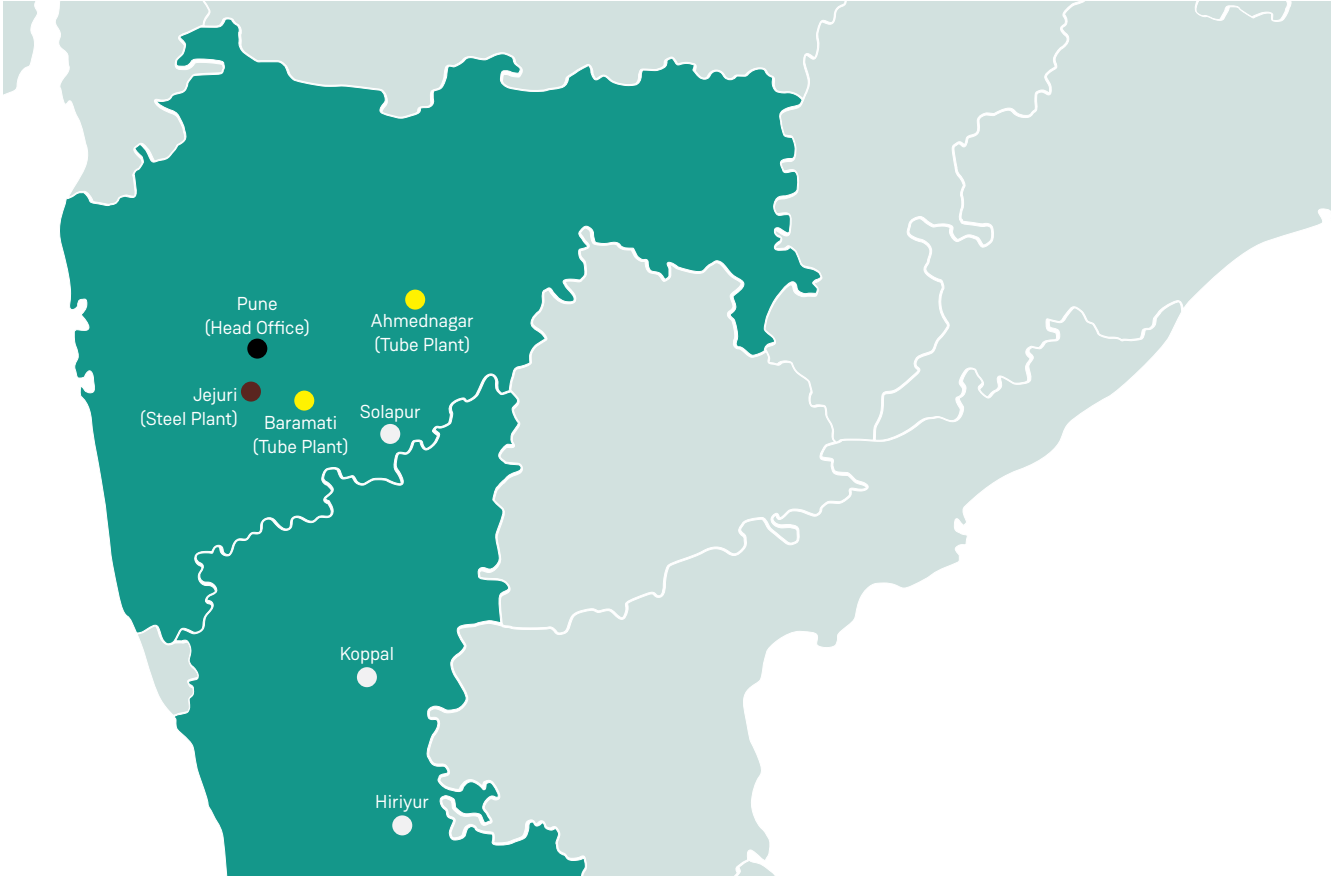 Pune
(Head Office)
Ahmednagar
(Tube Plant)
Jejuri
(Steel Plant)
Baramati
(Tube Plant)
Solapur
Koppal
Hiriyur